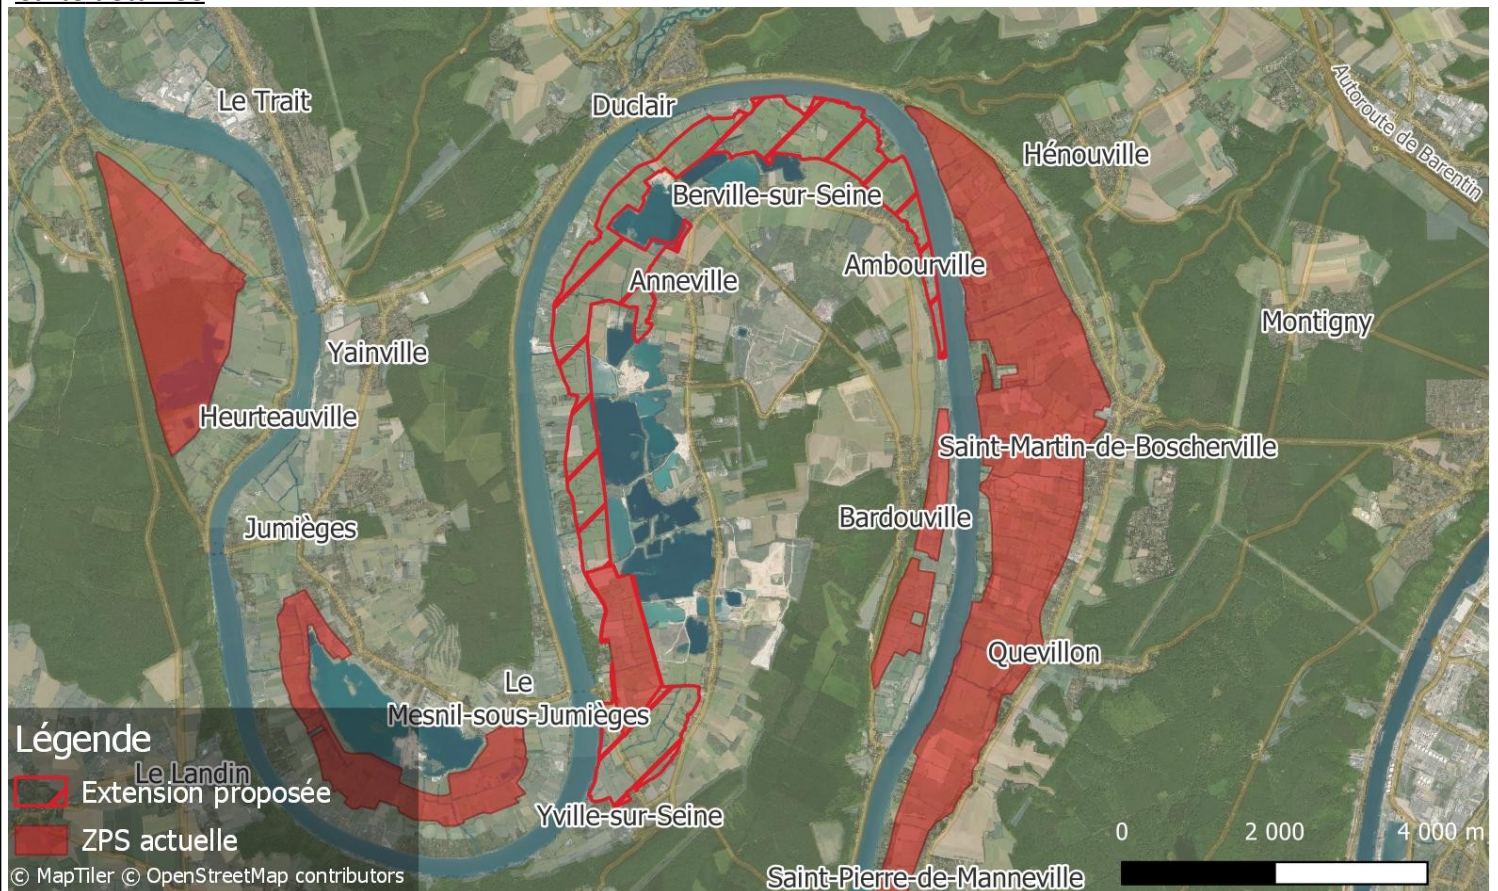 Le Trait
Duclair
Autoroute de Barentin
Hénouville
Berville-sur-Seine
Anneville
Ambourville
Montigny
Yainville
Heurteauville
Saint-Martin-de-Boscherville
Jumièges
Bardouville
Quevillon
Le
Mesnil-sous-Jumièges
Légende
Le Landin
Extension proposée
Yville-sur-Seine
ZPS actuelle
0 2 000 4 000 m
© MapTiler © OpenStreetMap contributors
Saint-Pierre-de-Manneville